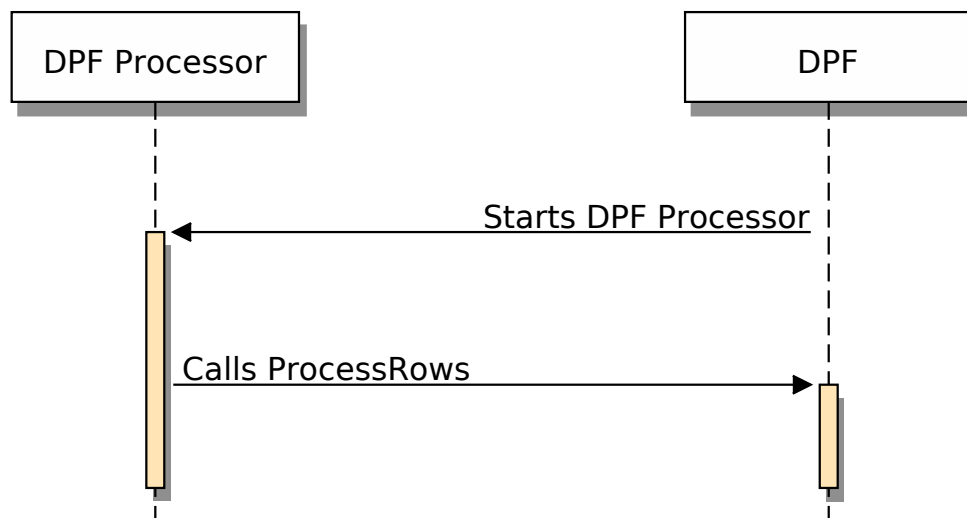 DPF Processor
DPF
Starts DPF Processor
Calls ProcessRows